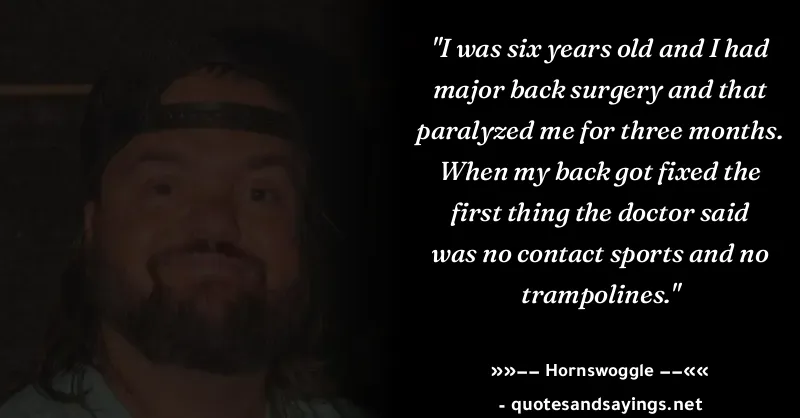 "I was six years old and I had
major back surgery and that
paralyzed me for three months.
When my back got fixed the
first thing the doctor said
was no contact sports and no
trampolines."
»»−− Hornswoggle −−««
- quotesandsayings.net